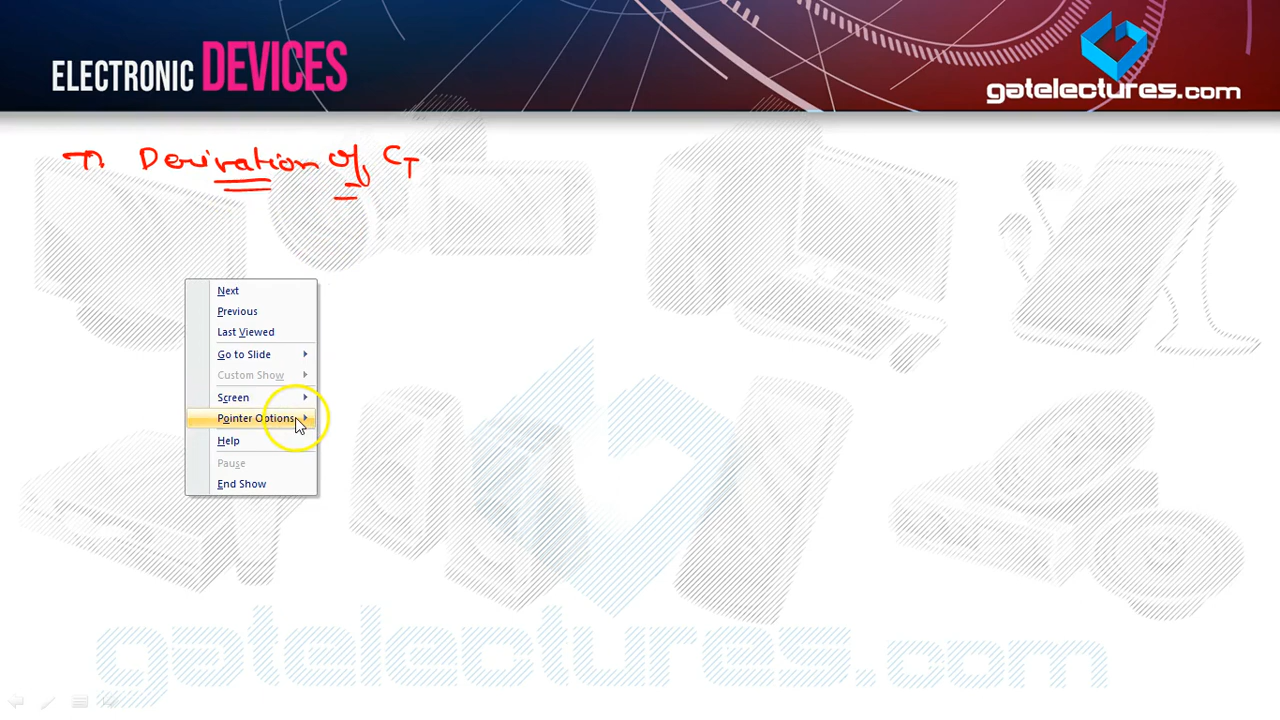 ELECTRONIC DEVICES
gatelectures.com
7). Derivation of CT
Next
Previous
Last Viewed
Go to Slide
Custom Show
Screen
Pointer Options
Help
Pause
End Show
gatelectures.com